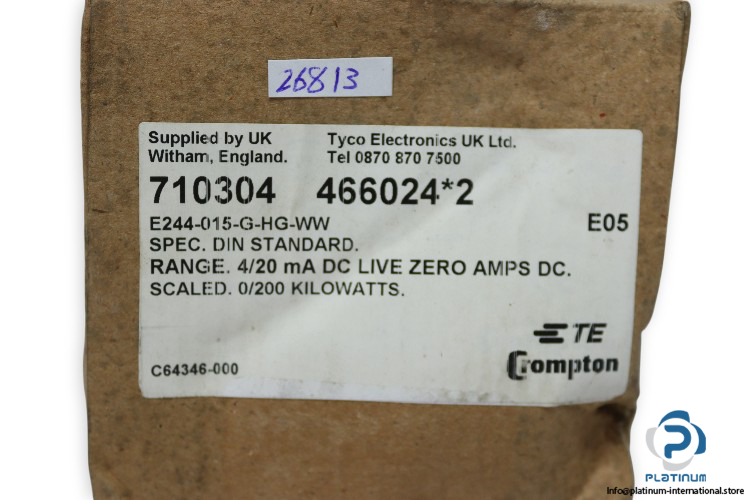 26813
Supplied by UK Tyco Electronics UK Ltd.
Witham, England. Tel 0870 870 7500
710304 466024*2
E244-015-G-HG-WW E05
SPEC. DIN STANDARD.
RANGE. 4/20 mA DC LIVE ZERO AMPS DC.
SCALED. 0/200 KILOWATTS.
TE
Crompton
C64346-000
PLATINUM
Info@platinum-international.store